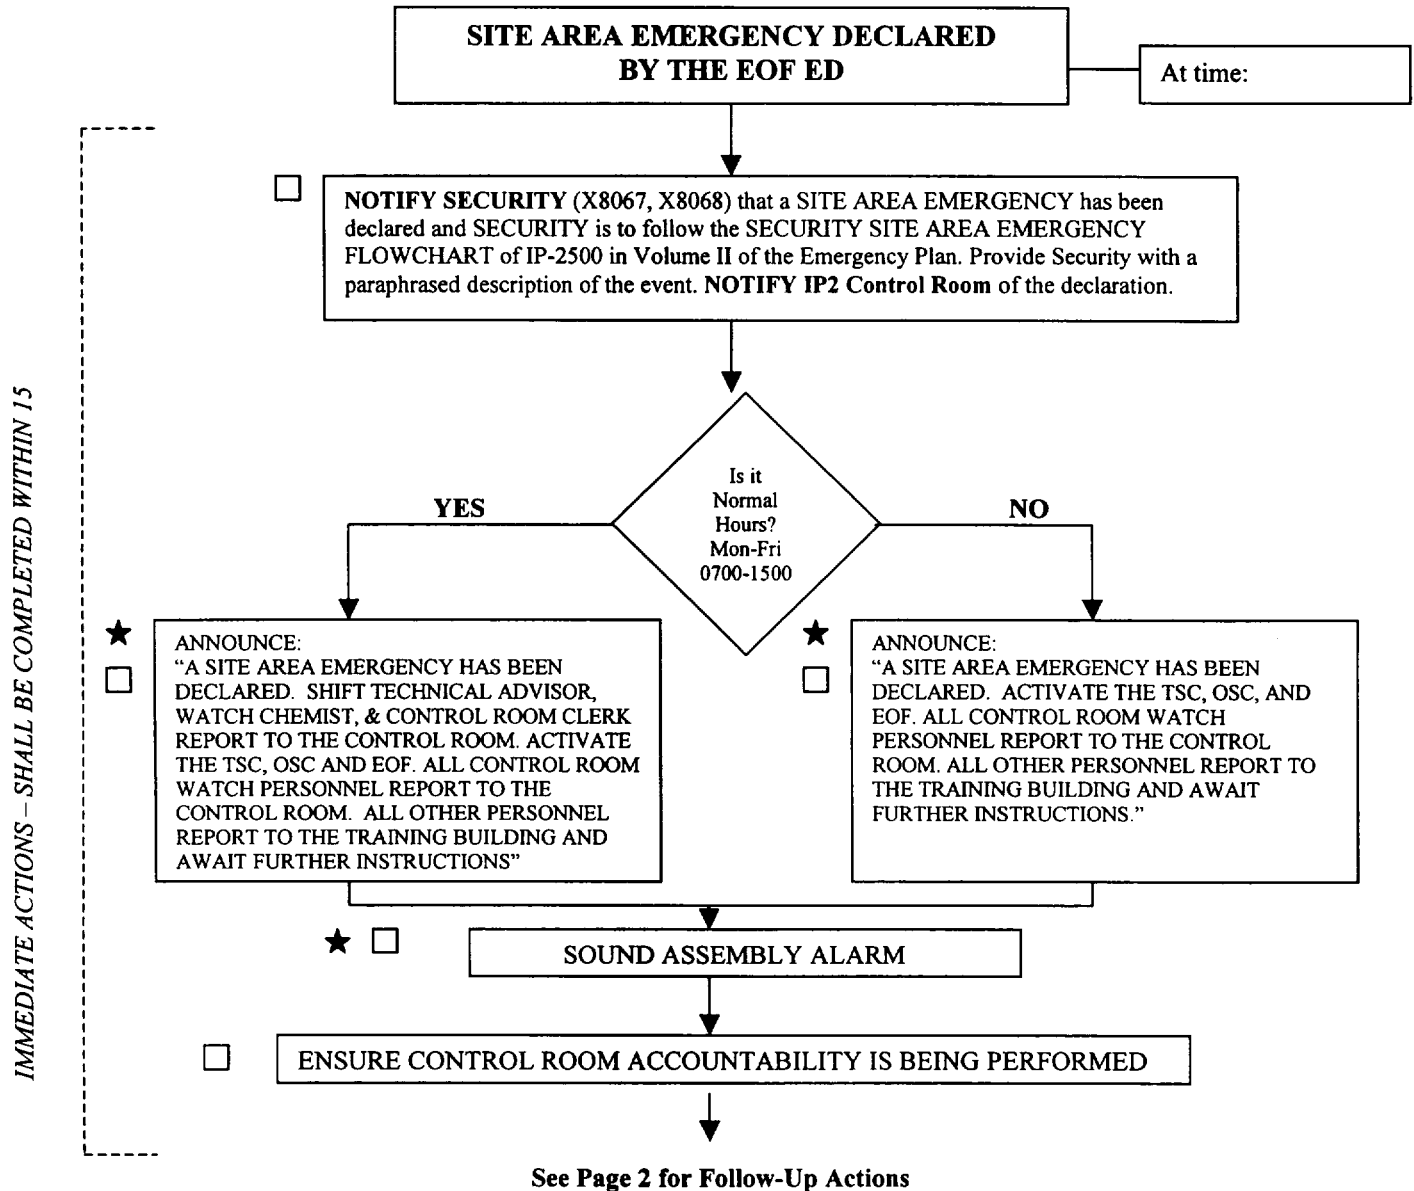 SITE AREA EMERGENCY DECLARED
BY THE EOF ED
At time:
NOTIFY SECURITY (X8067, X8068) that a SITE AREA EMERGENCY has been
declared and SECURITY is to follow the SECURITY SITE AREA EMERGENCY
FLOWCHART of IP-2500 in Volume II of the Emergency Plan. Provide Security with a
paraphrased description of the event. NOTIFY IP2 Control Room of the declaration.
Is it
Normal
Hours?
Mon-Fri
0700-1500
YES
NO
ANNOUNCE:
“A SITE AREA EMERGENCY HAS BEEN
DECLARED. SHIFT TECHNICAL ADVISOR,
WATCH CHEMIST, & CONTROL ROOM CLERK
REPORT TO THE CONTROL ROOM. ACTIVATE
THE TSC, OSC AND EOF. ALL CONTROL ROOM
WATCH PERSONNEL REPORT TO THE
CONTROL ROOM. ALL OTHER PERSONNEL
REPORT TO THE TRAINING BUILDING AND
AWAIT FURTHER INSTRUCTIONS”
ANNOUNCE:
“A SITE AREA EMERGENCY HAS BEEN
DECLARED. ACTIVATE THE TSC, OSC, AND
EOF. ALL CONTROL ROOM WATCH
PERSONNEL REPORT TO THE CONTROL
ROOM. ALL OTHER PERSONNEL REPORT TO
THE TRAINING BUILDING AND AWAIT
FURTHER INSTRUCTIONS.”
SOUND ASSEMBLY ALARM
ENSURE CONTROL ROOM ACCOUNTABILITY IS BEING PERFORMED
See Page 2 for Follow-Up Actions
IMMEDIATE ACTIONS – SHALL BE COMPLETED WITHIN 15